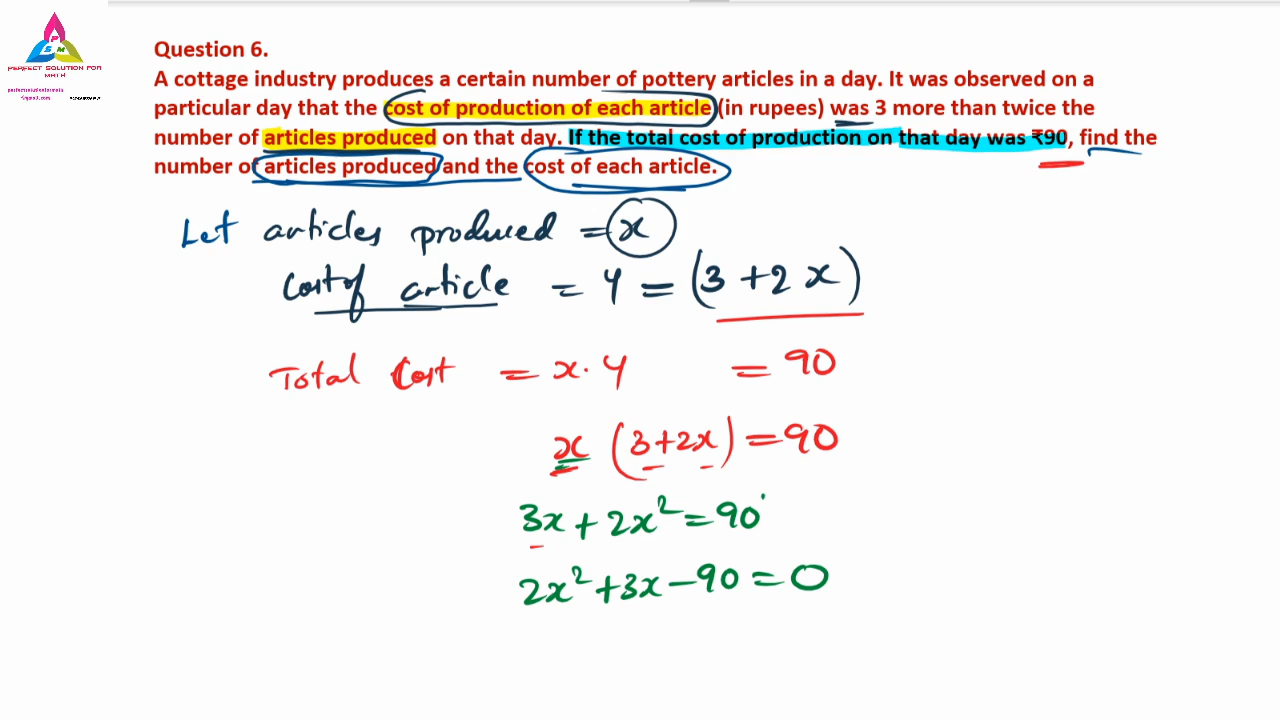 P
S M
PERFECT SOLUTION FOR
MATH
Question 6.
A cottage industry produces a certain number of pottery articles in a day. It was observed on a
particular day that the cost of production of each article (in rupees) was 3 more than twice the
number of articles produced on that day. If the total cost of production on that day was ₹90, find the
number of articles produced and the cost of each article.
Let articles produced = x
Cost of article = y = (3 + 2x)
Total Cost = x · y = 90
x (3+2x) = 90
3x + 2x² = 90
2x² + 3x - 90 = 0